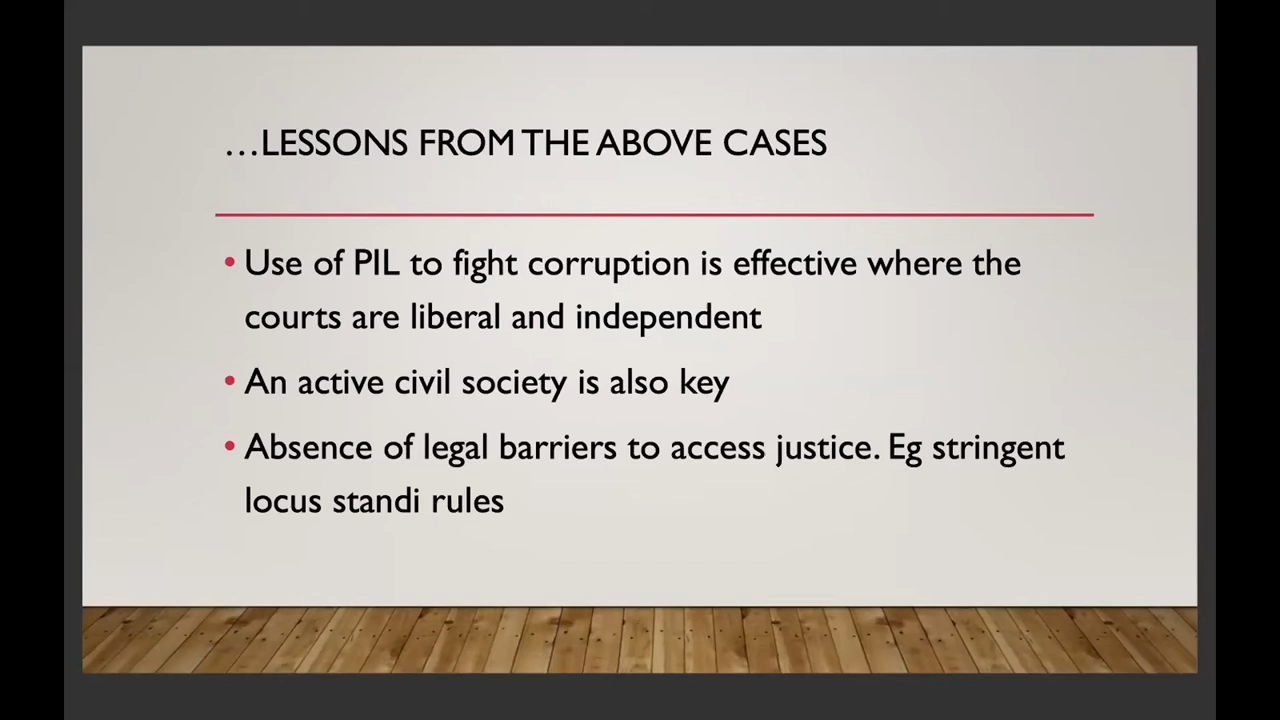 …LESSONS FROM THE ABOVE CASES
• Use of PIL to fight corruption is effective where the
courts are liberal and independent
• An active civil society is also key
• Absence of legal barriers to access justice. Eg stringent
locus standi rules